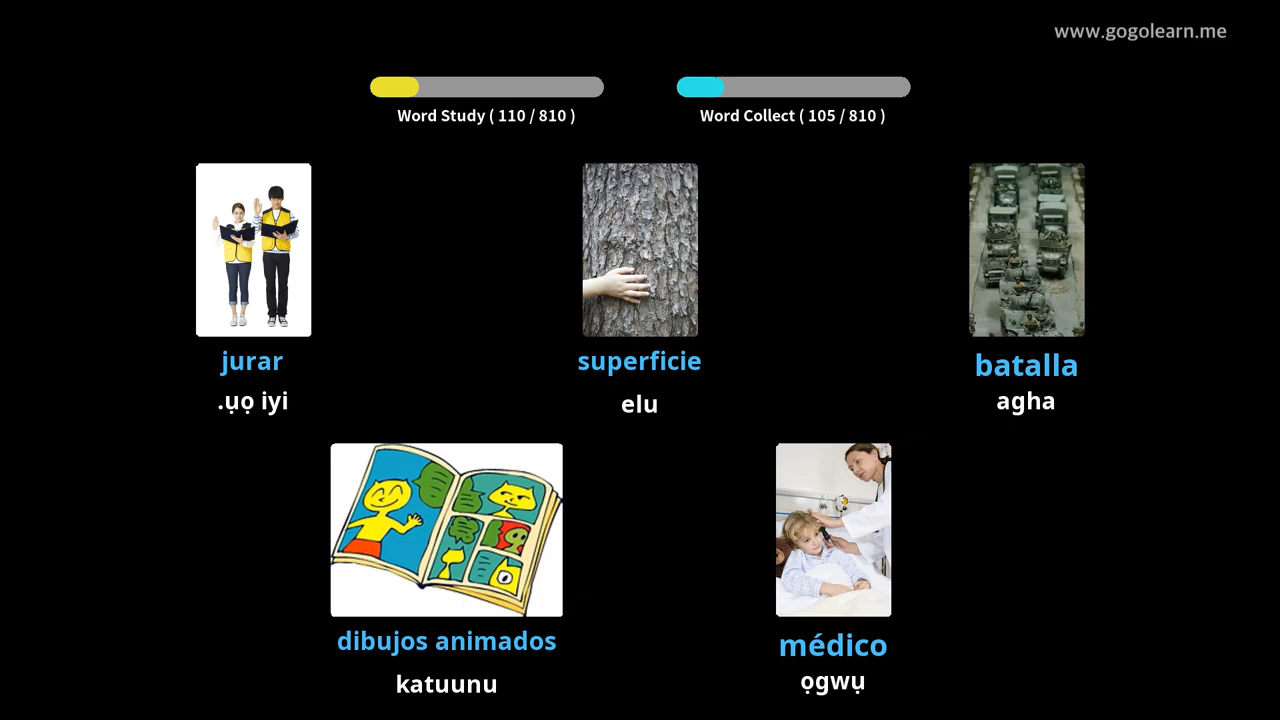 www.gogolearn.me
Word Study ( 110 / 810 )
Word Collect ( 105 / 810 )
jurar
.ụọ iyi
superficie
elu
batalla
agha
dibujos animados
katuunu
médico
ọgwụ